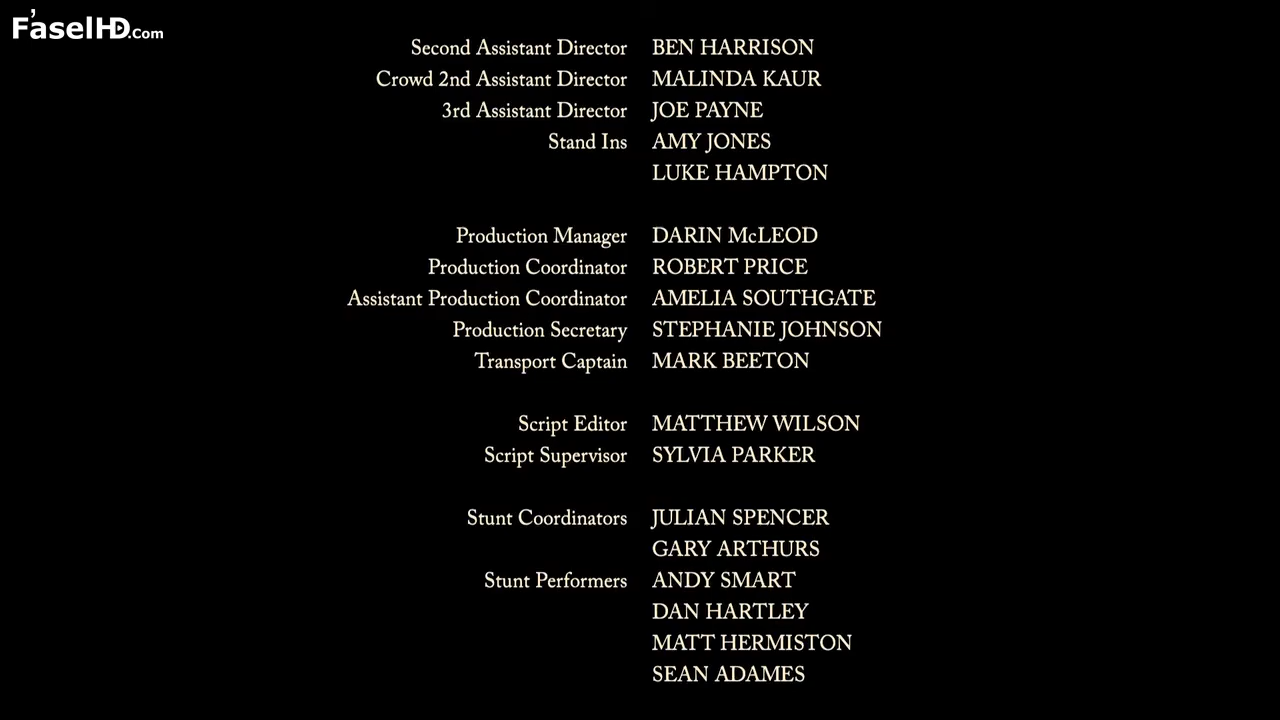 FaselHD.com
Second Assistant Director BEN HARRISON
Crowd 2nd Assistant Director MALINDA KAUR
3rd Assistant Director JOE PAYNE
Stand Ins AMY JONES
LUKE HAMPTON
Production Manager DARIN McLEOD
Production Coordinator ROBERT PRICE
Assistant Production Coordinator AMELIA SOUTHGATE
Production Secretary STEPHANIE JOHNSON
Transport Captain MARK BEETON
Script Editor MATTHEW WILSON
Script Supervisor SYLVIA PARKER
Stunt Coordinators JULIAN SPENCER
GARY ARTHURS
Stunt Performers ANDY SMART
DAN HARTLEY
MATT HERMISTON
SEAN ADAMES